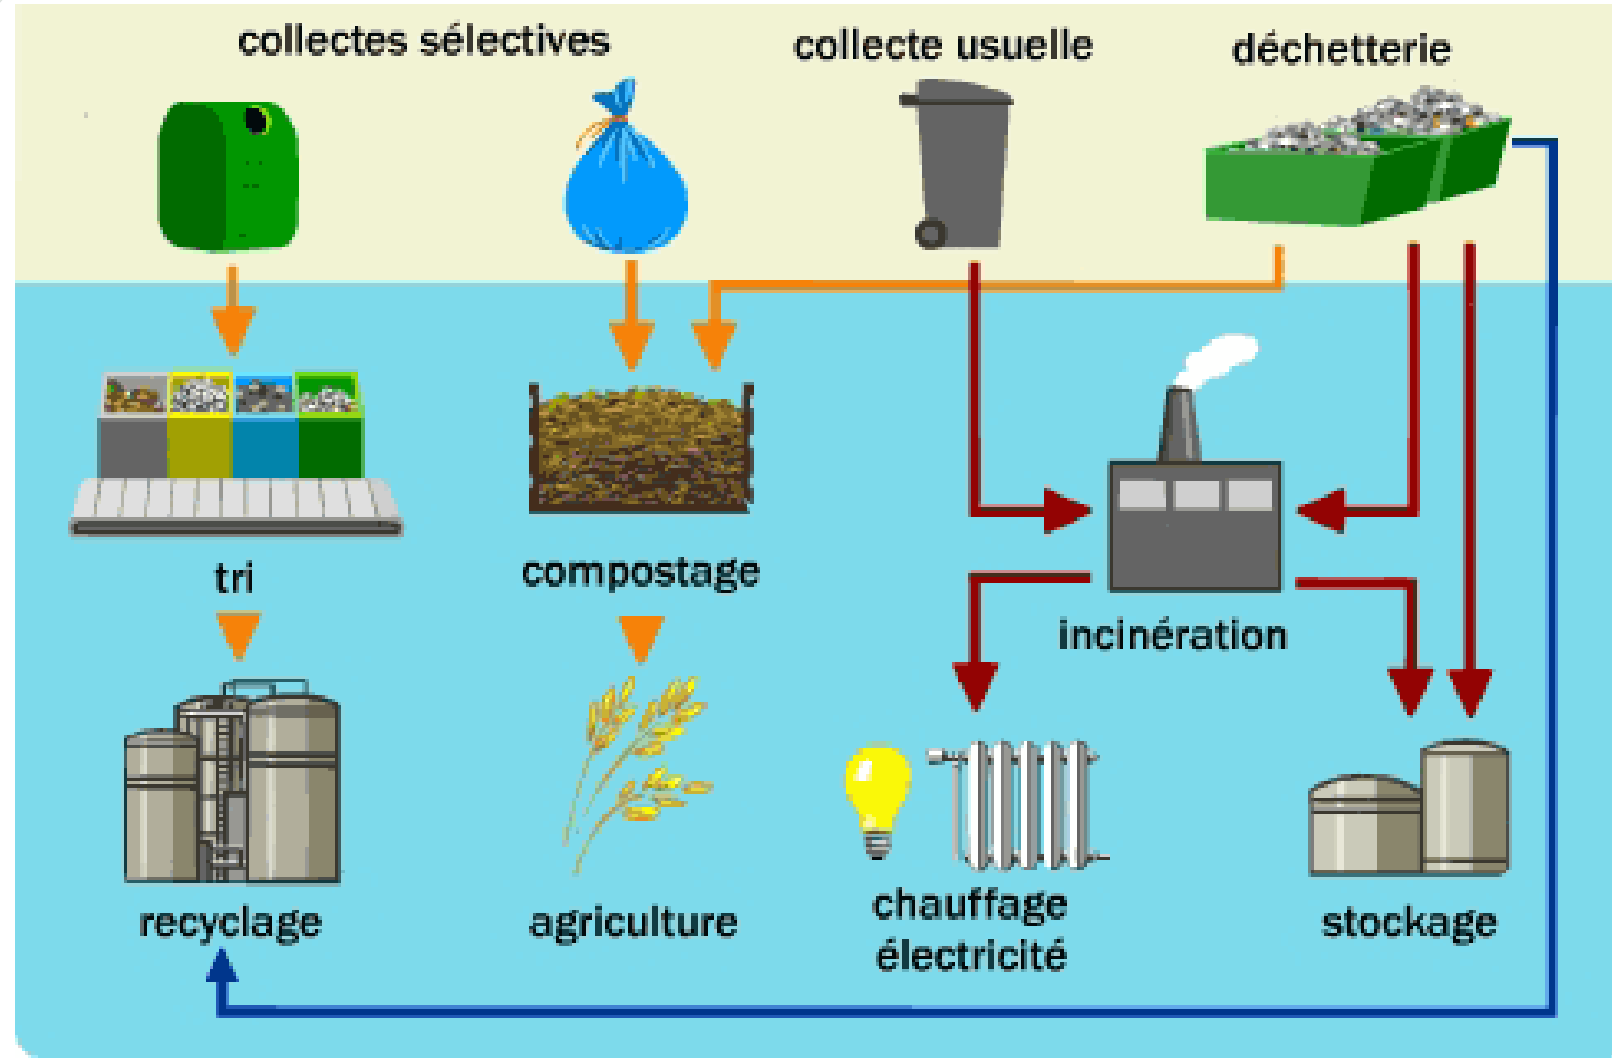 collectes sélectives
collecte usuelle
déchetterie
tri
compostage
incinération
recyclage
agriculture
chauffage
électricité
stockage